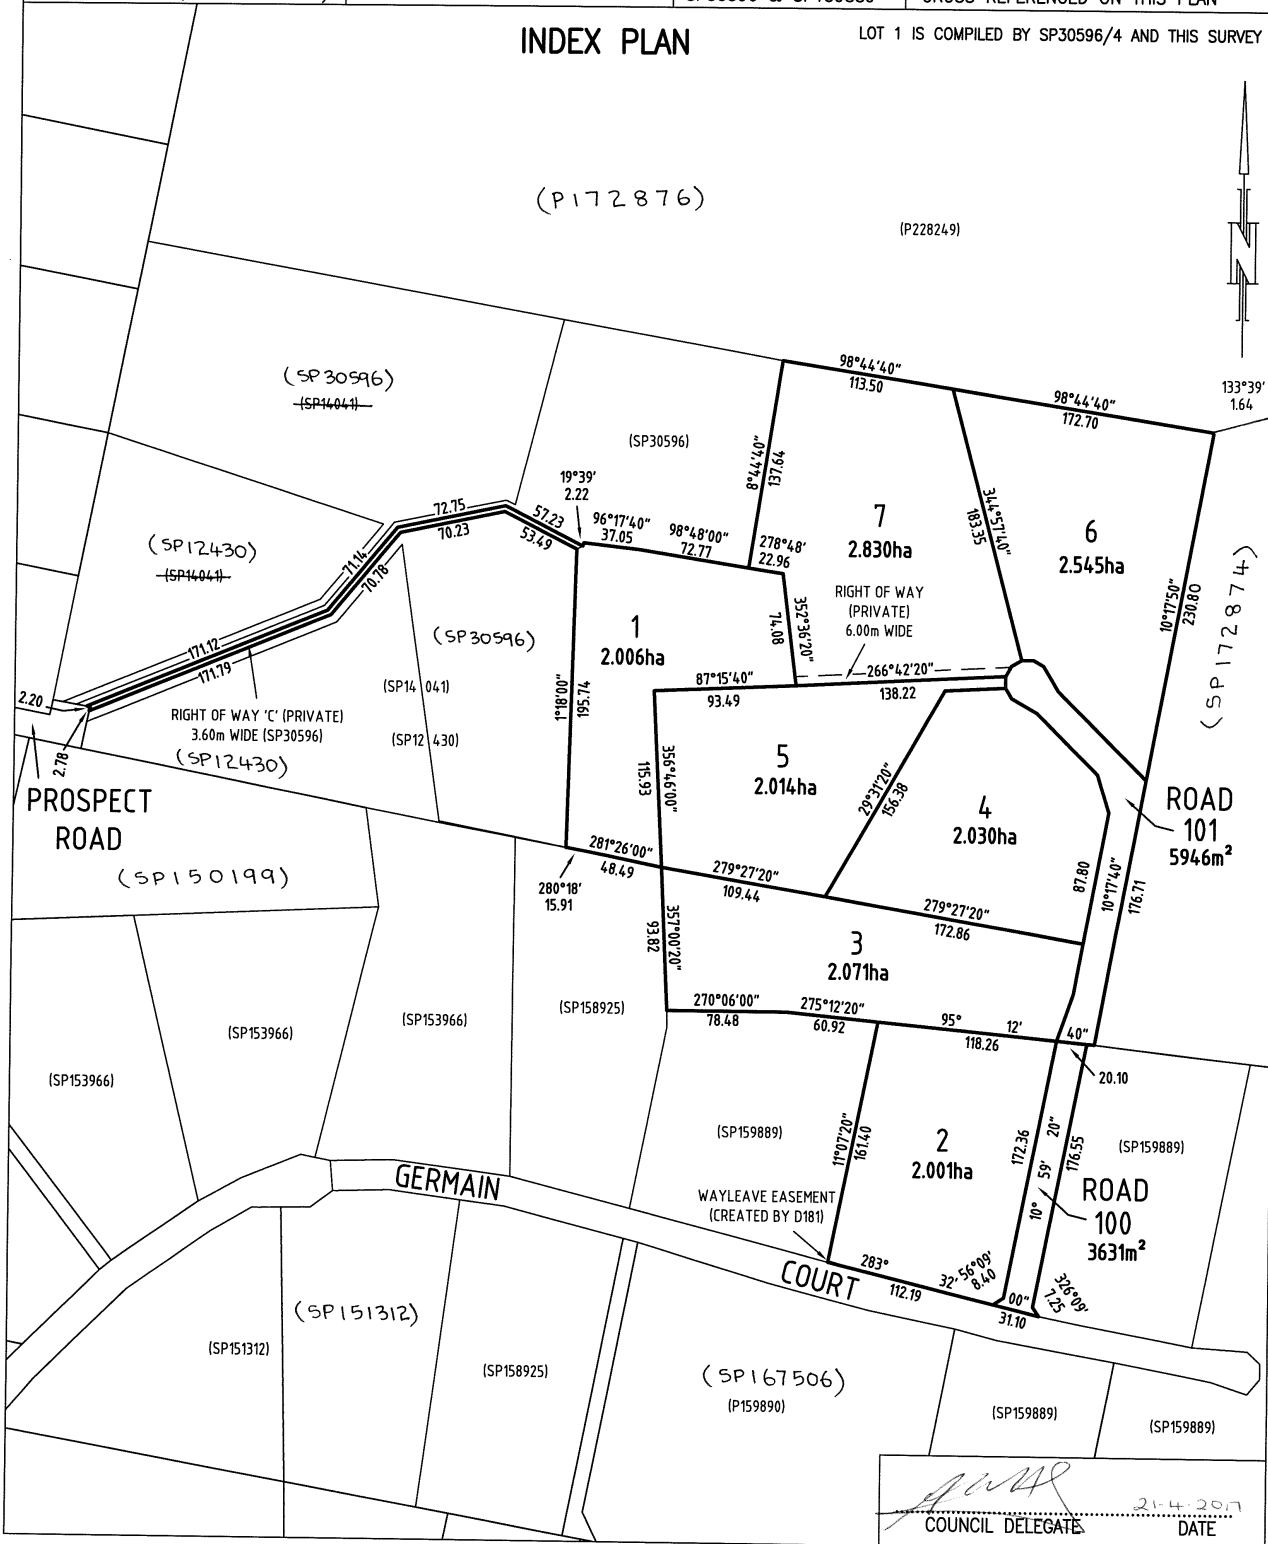 CROSS REFERENCED ON THIS PLAN
INDEX PLAN
LOT 1 IS COMPILED BY SP30596/4 AND THIS SURVEY
(P172876)
(P228249)
N
(SP30596)
(SP14041)
98°44'40"
113.50
98°44'40"
172.70
133°39'
1.64
(SP30596)
8°44'40"
137.64
19°39'
2.22
72.75
70.23
57.23
53.49
96°17'40"
37.05
98°48'00"
72.77
278°48'
22.96
7
2.830ha
344°57'40"
183.35
6
2.545ha
(SP12430)
(SP14041)
71.14
70.78
RIGHT OF WAY
(PRIVATE)
6.00m WIDE
10°17'50"
230.80
(SP172874)
1
2.006ha
74.08
352°36'20"
(SP30596)
171.12
171.79
(SP14 041)
87°15'40"
93.49
266°42'20"
138.22
2.20
RIGHT OF WAY 'C' (PRIVATE)
3.60m WIDE (SP30596)
(SP12430)
(SP12 430)
1°18'00"
195.74
2.78
115.93
356°46'00"
5
2.014ha
29°31'20"
156.38
4
2.030ha
PROSPECT
ROAD
ROAD
101
5946m²
281°26'00"
48.49
280°18'
15.91
279°27'20"
109.44
279°27'20"
172.86
87.80
10°17'40"
176.71
(SP150199)
93.82
357°00'20"
3
2.071ha
(SP158925)
270°06'00"
78.48
275°12'20"
60.92
95° 12' 40"
118.26
20.10
(SP153966)
(SP153966)
(SP153966)
(SP159889)
11°07'20"
161.40
2
2.001ha
172.36
10° 59' 20"
176.55
(SP159889)
ROAD
100
3631m²
GERMAIN
COURT
WAYLEAVE EASEMENT
(CREATED BY D181)
283° 32' 00"
112.19
56°09'
8.40
31.10
326°09'
7.25
(SP151312)
(SP151312)
(SP158925)
(SP167506)
(P159890)
(SP159889)
(SP159889)
21-4-2017
COUNCIL DELEGATE
DATE